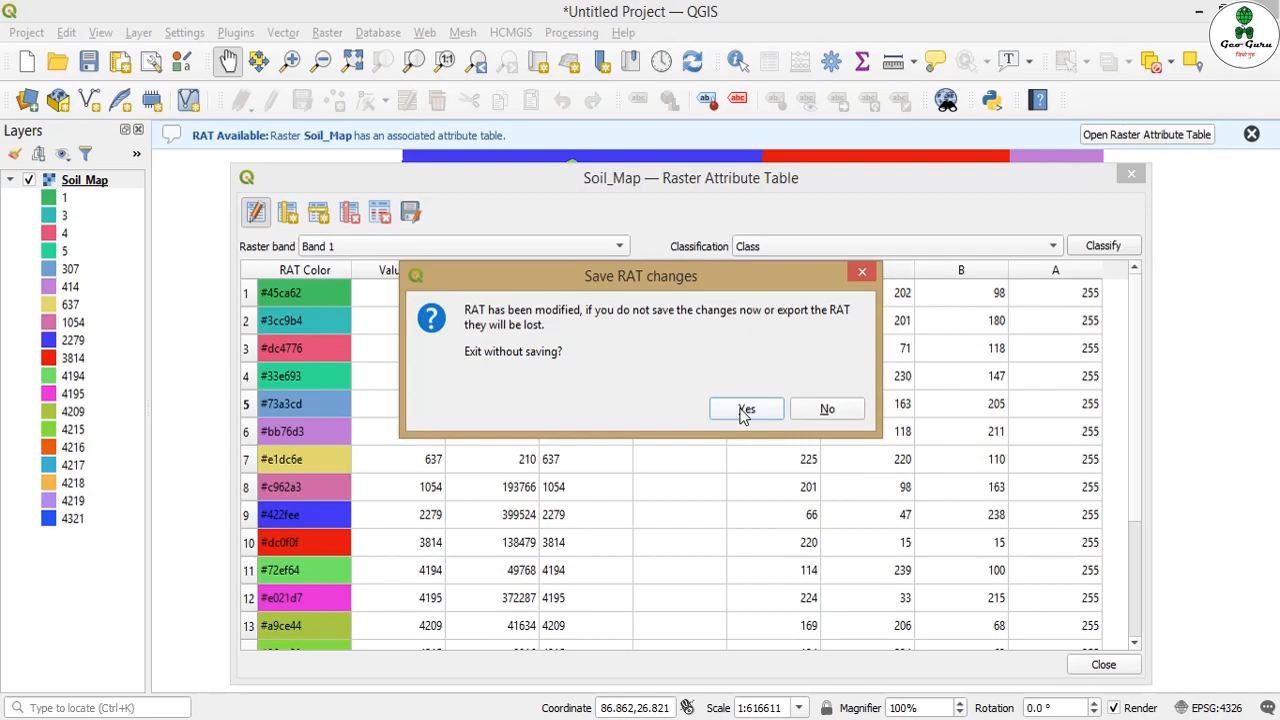 *Untitled Project — QGIS
Project Edit View Layer Settings Plugins Vector Raster Database Web Mesh HCMGIS Processing Help
Geo Guru
Layers
RAT Available: Raster Soil_Map has an associated attribute table.
Open Raster Attribute Table
Soil_Map
1
3
4
5
307
414
637
1054
2279
3814
4194
4195
4209
4215
4216
4217
4218
4219
4321
Soil_Map — Raster Attribute Table
Raster band Band 1 Classification Class Classify
RAT Color B A
1 #45ca62 202 98 255
2 #3cc9b4 201 180 255
3 #dc4776 71 118 255
4 #33e693 230 147 255
5 #73a3cd 163 205 255
6 #bb76d3 118 211 255
7 #e1dc6e 637 210 637 225 220 110 255
8 #c962a3 1054 193766 1054 201 98 163 255
9 #422fee 2279 399524 2279 66 47 238 255
10 #dc0f0f 3814 138479 3814 220 15 15 255
11 #72ef64 4194 49768 4194 114 239 100 255
12 #e021d7 4195 372287 4195 224 33 215 255
13 #a9ce44 4209 41634 4209 169 206 68 255
Save RAT changes
RAT has been modified, if you do not save the changes now or export the RAT
they will be lost.
Exit without saving?
Yes No
Close
Type to locate (Ctrl+K) Coordinate 86.862,26.821 Scale 1:616611 Magnifier 100% Rotation 0.0 ° Render EPSG:4326